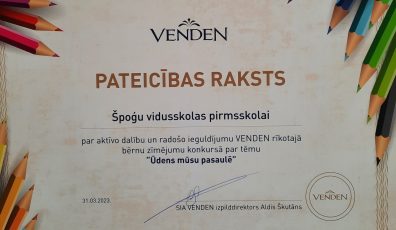 VENDEN
PATEICĪBAS RAKSTS
Špoģu vidusskolas pirmsskolai
par aktīvo dalību un radošo ieguldījumu VENDEN rīkotajā
bērnu zīmējumu konkursā par tēmu
"Ūdens mūsu pasaulē"
31.03.2023.
SIA VENDEN izpilddirektors Aldis Škutāns
VENDEN